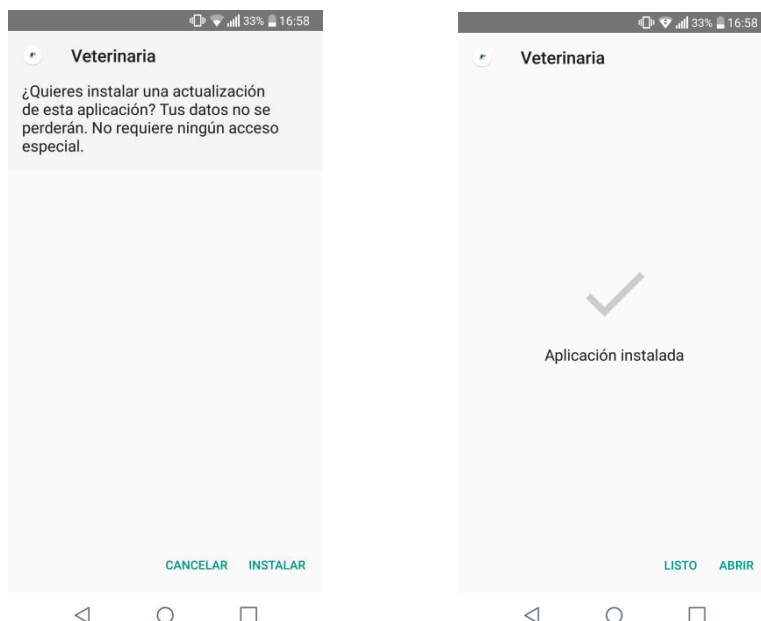 33% 16:58
Veterinaria
¿Quieres instalar una actualización
de esta aplicación? Tus datos no se
perderán. No requiere ningún acceso
especial.
CANCELAR INSTALAR
33% 16:58
Veterinaria
Aplicación instalada
LISTO ABRIR